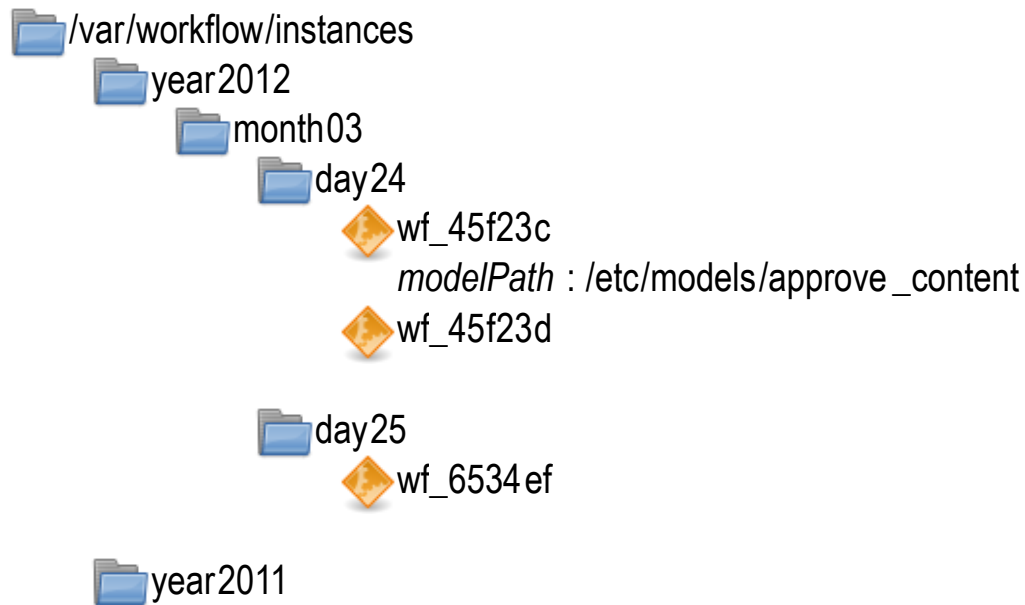 /var/workflow/instances
year2012
month03
day24
wf_45f23c
modelPath : /etc/models/approve_content
wf_45f23d
day25
wf_6534ef
year2011